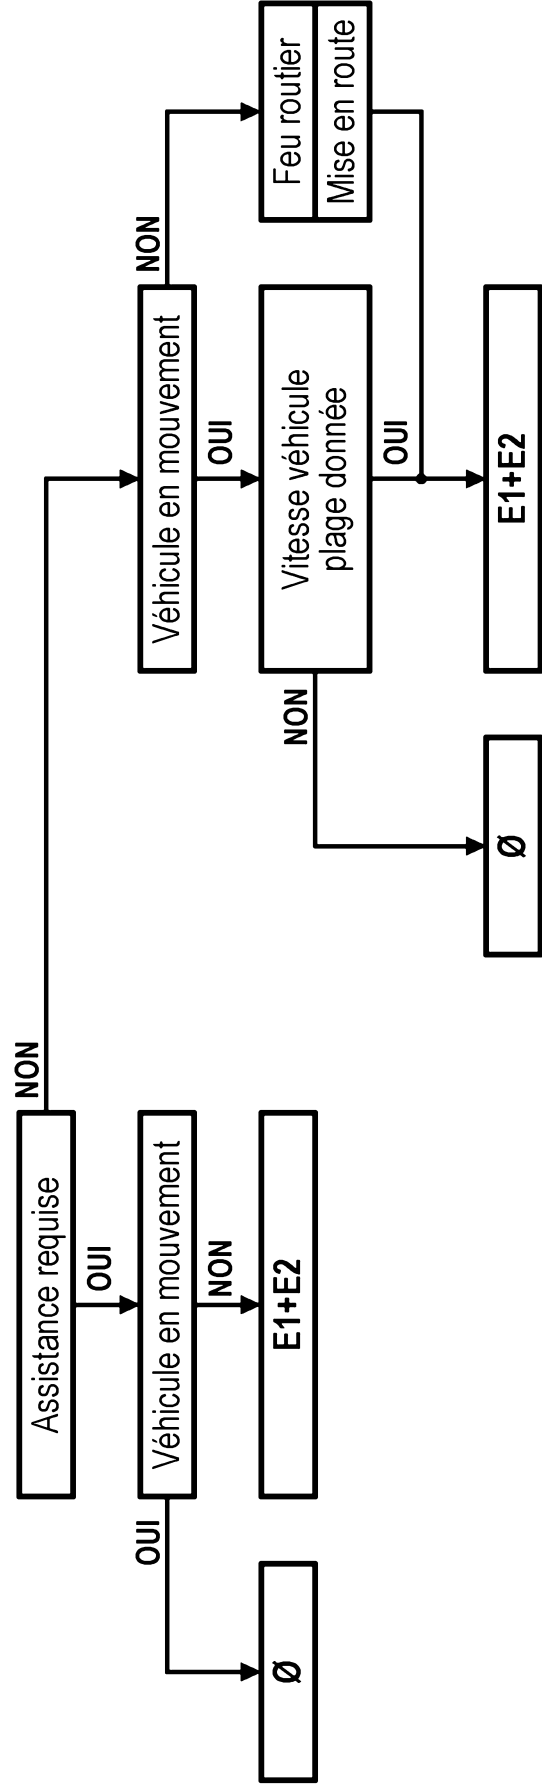 Assistance requise
NON
OUI
Véhicule en mouvement
OUI
NON
Ø
E1+E2
Véhicule en mouvement
NON
OUI
Feu routier
Mise en route
Vitesse véhicule
plage donnée
NON
OUI
Ø
E1+E2